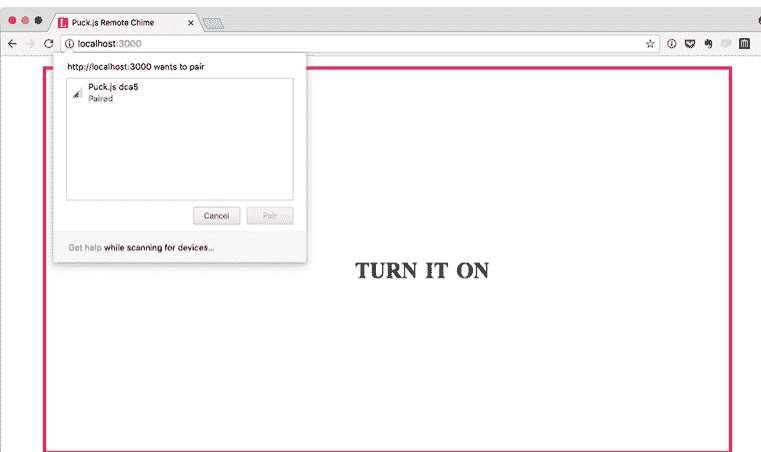 Puck.js Remote Chime
localhost:3000
http://localhost:3000 wants to pair
Puck.js dca5
Paired
Cancel Pair
Get help while scanning for devices...
TURN IT ON